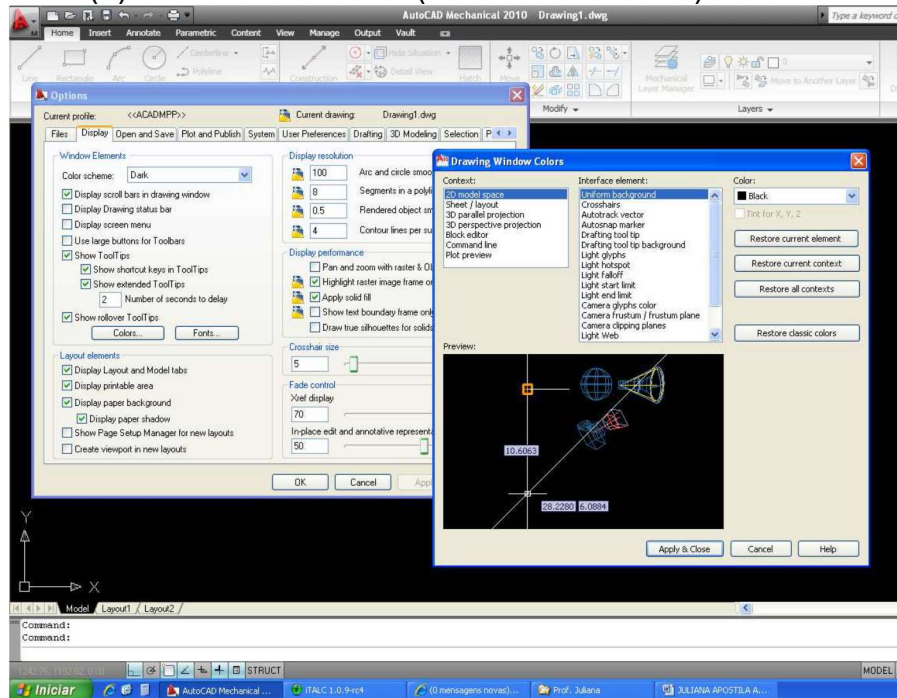 AutoCAD Mechanical 2010 Drawing1.dwg
Type a keyword o
Home Insert Annotate Parametric Content View Manage Output Vault
Line Rectangle Arc Circle
Centerline
Polyline
Construction
Hide Situation
Detail View
Hatch
Move
Mechanical
Layer Manager
Move to Another Layer
Modify
Layers
Options
Current profile: <<ACADMPP>> Current drawing: Drawing1.dwg
Files Display Open and Save Plot and Publish System User Preferences Drafting 3D Modeling Selection P
Window Elements
Color scheme: Dark
Display scroll bars in drawing window
Display Drawing status bar
Display screen menu
Use large buttons for Toolbars
Show ToolTips
Show shortcut keys in ToolTips
Show extended ToolTips
2 Number of seconds to delay
Show rollover ToolTips
Colors... Fonts...
Layout elements
Display Layout and Model tabs
Display printable area
Display paper background
Display paper shadow
Show Page Setup Manager for new layouts
Create viewport in new layouts
Display resolution
100 Arc and circle smoo
8 Segments in a polyli
0.5 Rendered object sm
4 Contour lines per su
Display performance
Pan and zoom with raster & OL
Highlight raster image frame or
Apply solid fill
Show text boundary frame only
Draw true silhouettes for solids
Crosshair size
5
Fade control
Xref display
70
In-place edit and annotative represent
50
OK Cancel Appl
Drawing Window Colors
Context:
2D model space
Sheet / layout
3D parallel projection
3D perspective projection
Block editor
Command line
Plot preview
Interface element:
Uniform background
Crosshairs
Autotrack vector
Autosnap marker
Drafting tool tip
Drafting tool tip background
Light glyphs
Light hotspot
Light falloff
Light start limit
Light end limit
Camera glyphs color
Camera frustum / frustum plane
Camera clipping planes
Light Web
Color:
Black
Tint for X, Y, Z
Restore current element
Restore current context
Restore all contexts
Restore classic colors
Preview:
10.6063
28.2280 6.0884
Apply & Close Cancel Help
Y
X
Model Layout1 Layout2
Command:
Command:
STRUCT
MODEL
Iniciar
AutoCAD Mechanical ...
iTALC 1.0.9-rc4
(0 mensagens novas)...
Prof. Juliana
JULIANA APOSTILA A...